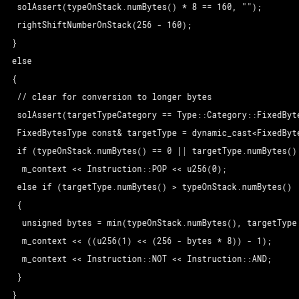 solAssert(typeOnStack.numBytes() * 8 == 160, "");
rightShiftNumberOnStack(256 - 160);
}
else
{
// clear for conversion to longer bytes
solAssert(targetTypeCategory == Type::Category::FixedByte
FixedBytesType const& targetType = dynamic_cast<FixedByte
if (typeOnStack.numBytes() == 0 || targetType.numBytes()
m_context << Instruction::POP << u256(0);
else if (targetType.numBytes() > typeOnStack.numBytes()
{
unsigned bytes = min(typeOnStack.numBytes(), targetType
m_context << ((u256(1) << (256 - bytes * 8)) - 1);
m_context << Instruction::NOT << Instruction::AND;
}
}